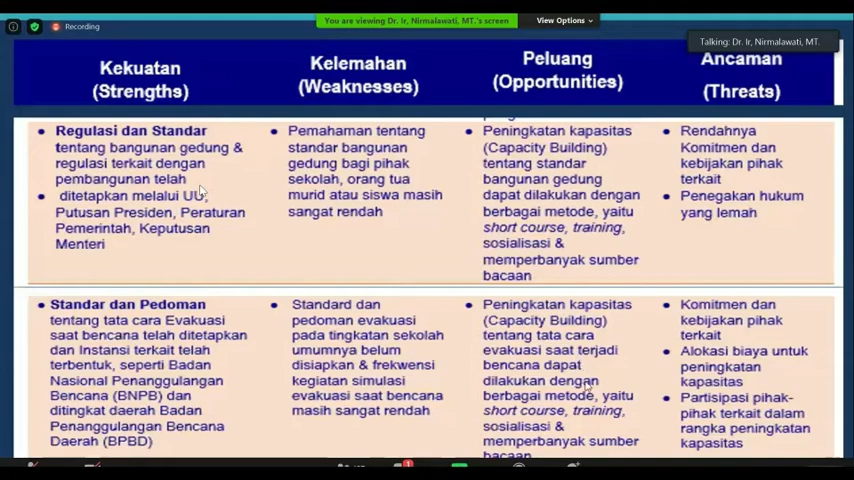 Recording
You are viewing Dr. Ir, Nirmalawati, MT.'s screen
View Options
Talking: Dr. Ir, Nirmalawati, MT.
Kekuatan
(Strengths)
Kelemahan
(Weaknesses)
Peluang
(Opportunities)
Ancaman
(Threats)
• Regulasi dan Standar
tentang bangunan gedung &
regulasi terkait dengan
pembangunan telah
• ditetapkan melalui UU,
Putusan Presiden, Peraturan
Pemerintah, Keputusan
Menteri
• Pemahaman tentang
standar bangunan
gedung bagi pihak
sekolah, orang tua
murid atau siswa masih
sangat rendah
• Peningkatan kapasitas
(Capacity Building)
tentang standar
bangunan gedung
dapat dilakukan dengan
berbagai metode, yaitu
short course, training,
sosialisasi &
memperbanyak sumber
bacaan
• Rendahnya
Komitmen dan
kebijakan pihak
terkait
• Penegakan hukum
yang lemah
• Standar dan Pedoman
tentang tata cara Evakuasi
saat bencana telah ditetapkan
dan Instansi terkait telah
terbentuk, seperti Badan
Nasional Penanggulangan
Bencana (BNPB) dan
ditingkat daerah Badan
Penanggulangan Bencana
Daerah (BPBD)
• Standard dan
pedoman evakuasi
pada tingkatan sekolah
umumnya belum
disiapkan & frekwensi
kegiatan simulasi
evakuasi saat bencana
masih sangat rendah
• Peningkatan kapasitas
(Capacity Building)
tentang tata cara
evakuasi saat terjadi
bencana dapat
dilakukan dengan
berbagai metode, yaitu
short course, training,
sosialisasi &
memperbanyak sumber
bacaan
• Komitmen dan
kebijakan pihak
terkait
• Alokasi biaya untuk
peningkatan
kapasitas
• Partisipasi pihak-
pihak terkait dalam
rangka peningkatan
kapasitas